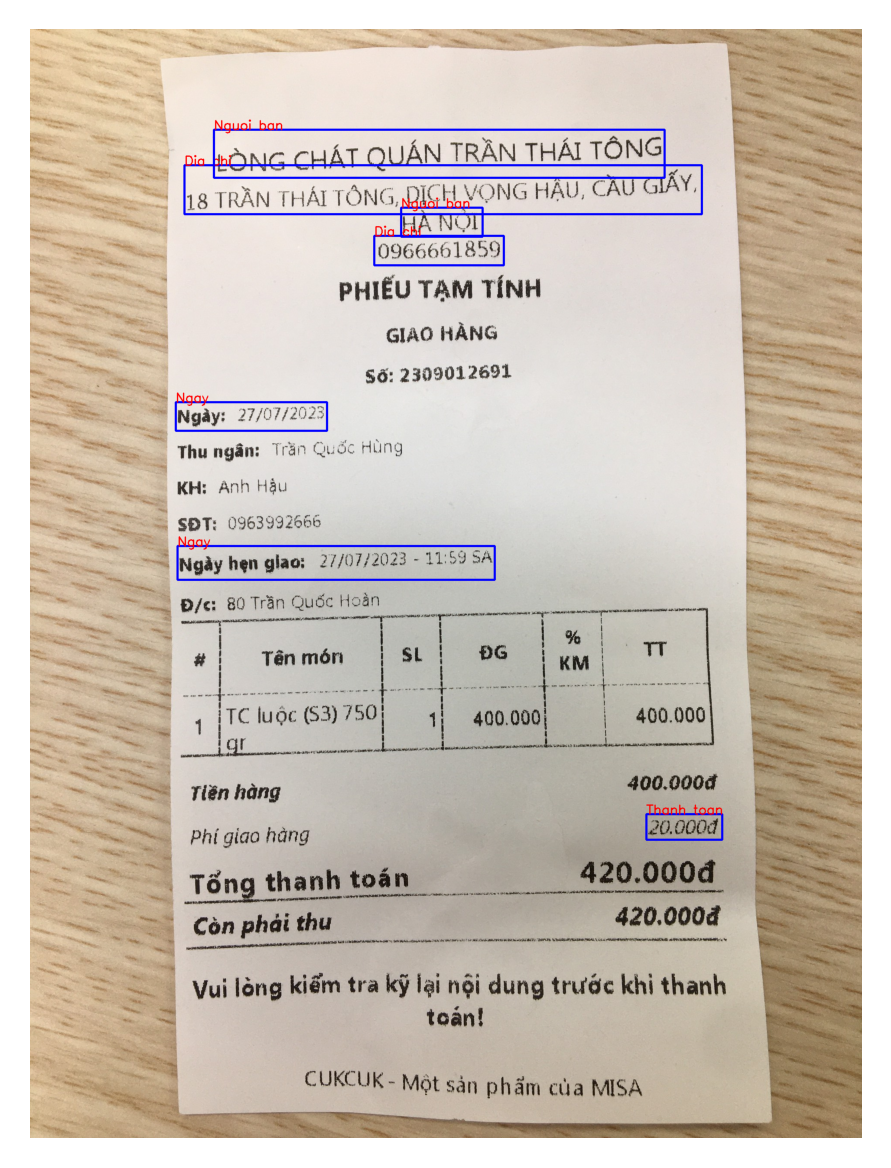 Nguoi_ban
LÒNG CHÁT QUÁN TRẦN THÁI TÔNG
Dia_chi
18 TRẦN THÁI TÔNG, DỊCH VỌNG HẬU, CẦU GIẤY,
Nguoi_ban
HÀ NỘI
Dia_chi
0966661859
PHIẾU TẠM TÍNH
GIAO HÀNG
Số: 2309012691
Ngay
Ngày: 27/07/2023
Thu ngân: Trần Quốc Hùng
KH: Anh Hậu
SĐT: 0963992666
Ngay
Ngày hẹn giao: 27/07/2023 - 11:59 SA
Đ/c: 80 Trần Quốc Hoàn
# Tên món SL ĐG % KM TT
1 TC luộc (S3) 750 1 400.000 400.000
gr
Tiền hàng 400.000đ
Thanh_toan
Phí giao hàng 20.000đ
Tổng thanh toán 420.000đ
Còn phải thu 420.000đ
Vui lòng kiểm tra kỹ lại nội dung trước khi thanh
toán!
CUKCUK - Một sản phẩm của MISA